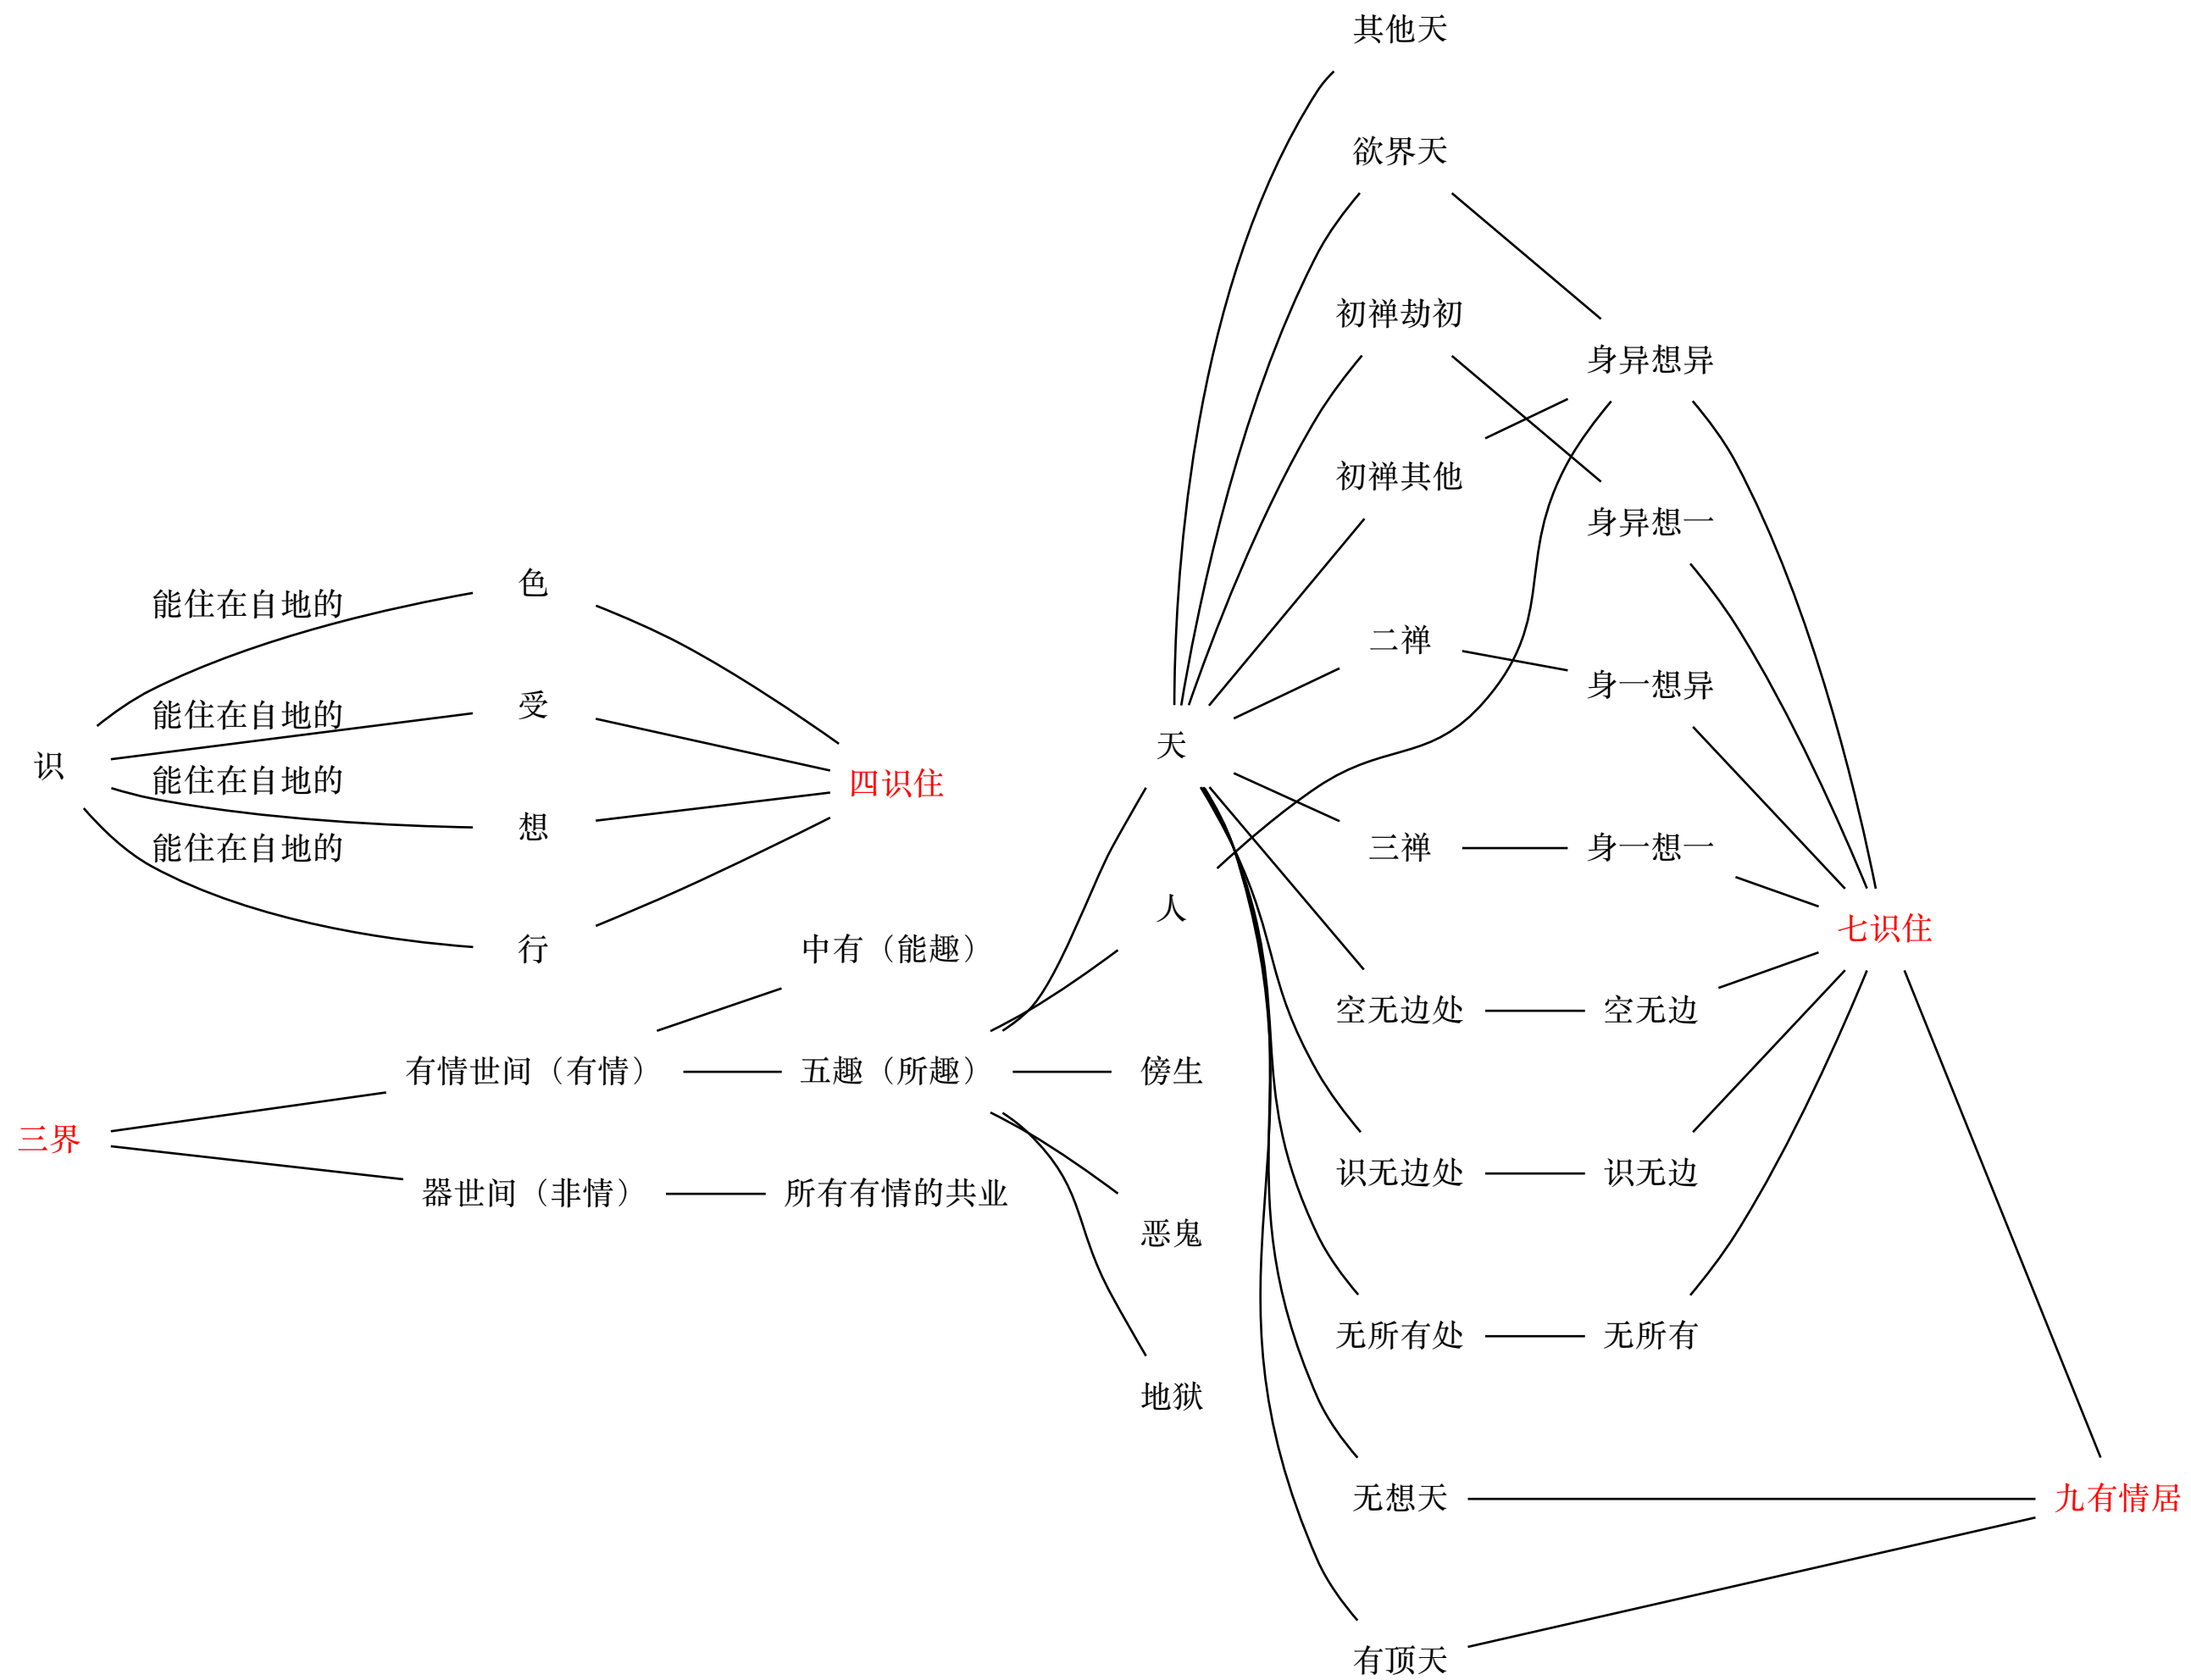 其他天
欲界天
初禅劫初
身异想异
初禅其他
身异想一
色
能住在自地的
二禅
身一想异
受
能住在自地的
天
识
能住在自地的
四识住
想
能住在自地的
三禅
身一想一
人
七识住
行
中有（能趣）
空无边处
空无边
有情世间（有情）
五趣（所趣）
傍生
三界
识无边处
识无边
器世间（非情）
所有有情的共业
恶鬼
无所有处
无所有
地狱
无想天
九有情居
有顶天